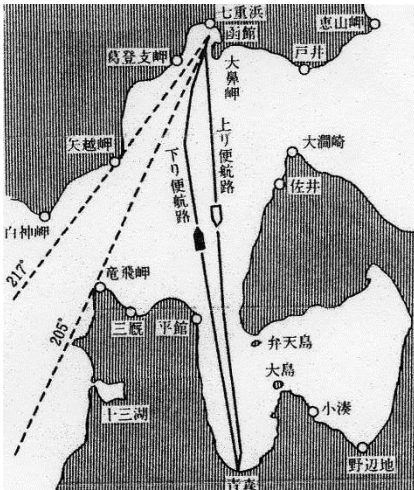 七重浜
函館
恵山岬
葛登支岬
戸井
大鼻岬
上り便航路
下り便航路
矢越岬
大澗崎
佐井
白神岬
217°
竜飛岬
205°
三厩
平館
弁天島
大島
十三湖
小湊
野辺地
青森